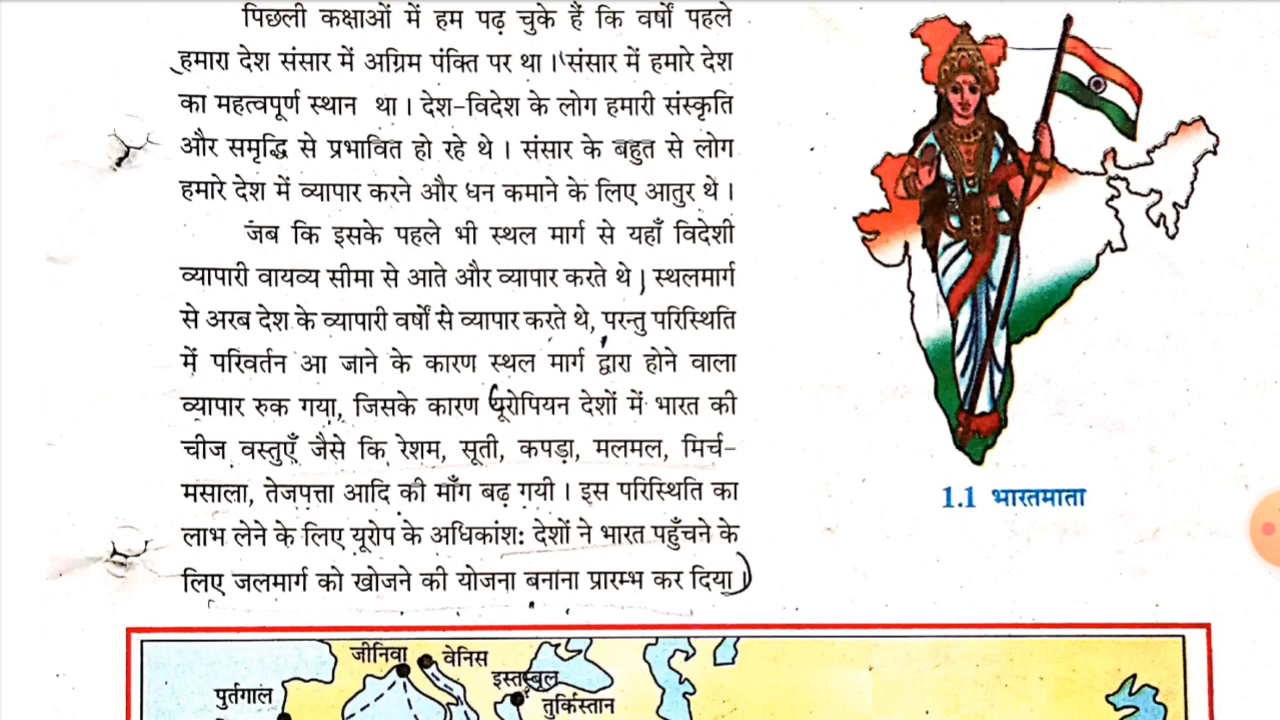 पिछली कक्षाओं में हम पढ़ चुके हैं कि वर्षों पहले
हमारा देश संसार में अग्रिम पंक्ति पर था । संसार में हमारे देश
का महत्वपूर्ण स्थान था । देश-विदेश के लोग हमारी संस्कृति
और समृद्धि से प्रभावित हो रहे थे । संसार के बहुत से लोग
हमारे देश में व्यापार करने और धन कमाने के लिए आतुर थे ।
जब कि इसके पहले भी स्थल मार्ग से यहाँ विदेशी
व्यापारी वायव्य सीमा से आते और व्यापार करते थे । स्थलमार्ग
से अरब देश के व्यापारी वर्षों से व्यापार करते थे, परन्तु परिस्थिति
में परिवर्तन आ जाने के कारण स्थल मार्ग द्वारा होने वाला
व्यापार रुक गया, जिसके कारण यूरोपियन देशों में भारत की
चीज वस्तुएँ जैसे कि रेशम, सूती, कपड़ा, मलमल, मिर्च-
मसाला, तेजपत्ता आदि की माँग बढ़ गयी । इस परिस्थिति का
लाभ लेने के लिए यूरोप के अधिकांश: देशों ने भारत पहुँचने के
लिए जलमार्ग को खोजने की योजना बनाना प्रारम्भ कर दिया ।
1.1 भारतमाता
जीनिवा
वेनिस
इस्तम्बूल
पुर्तगाल
तुर्किस्तान